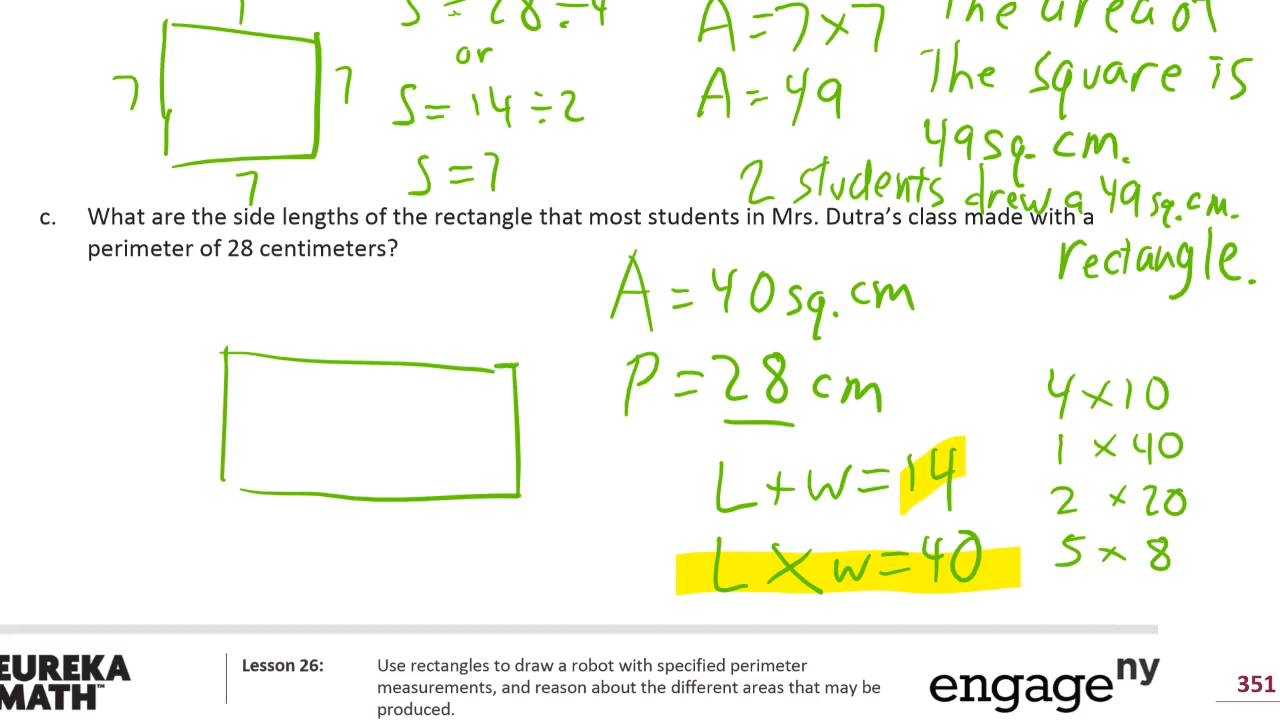 S = 28 ÷ 4
or
S = 14 ÷ 2
S = 7
7
7
7
7
A = 7 × 7
A = 49
The area of
The square is
49 sq. cm.
2 students drew a 49 sq. cm.
rectangle.
c. What are the side lengths of the rectangle that most students in Mrs. Dutra's class made with a
perimeter of 28 centimeters?
A = 40 sq. cm
P = 28 cm
L + W = 14
L × W = 40
4 × 10
1 × 40
2 × 20
5 × 8
EUREKA
MATH™
Lesson 26:
Use rectangles to draw a robot with specified perimeter
measurements, and reason about the different areas that may be
produced.
engage ny
351